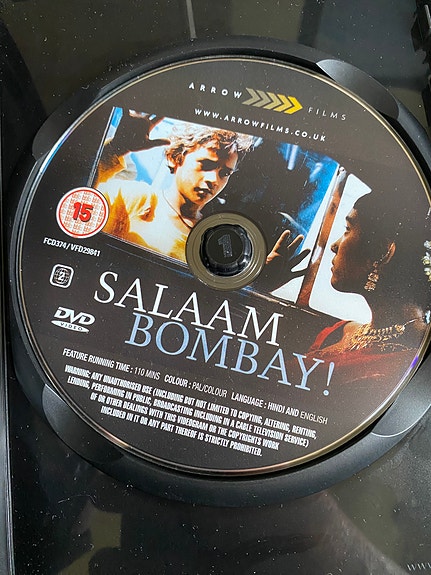 ARROW FILMS
WWW.ARROWFILMS.CO.UK
15
FCD374 / VFD29841
2
DVD
VIDEO
SALAAM
BOMBAY!
FEATURE RUNNING TIME : 110 MINS COLOUR : PAL/COLOUR LANGUAGE : HINDI AND ENGLISH
WARNING: ANY UNAUTHORISED USE (INCLUDING BUT NOT LIMITED TO COPYING, ALTERING, RENTING,
LENDING, PERFORMING IN PUBLIC, BROADCASTING INCLUDING IN A CABLE TELEVISION SERVICE)
OF OR OTHER DEALINGS WITH THIS VIDEOGRAM OR THE COPYRIGHTS WORK
INCLUDED IN IT OR ANY PART THEREOF IS STRICTLY PROHIBITED.